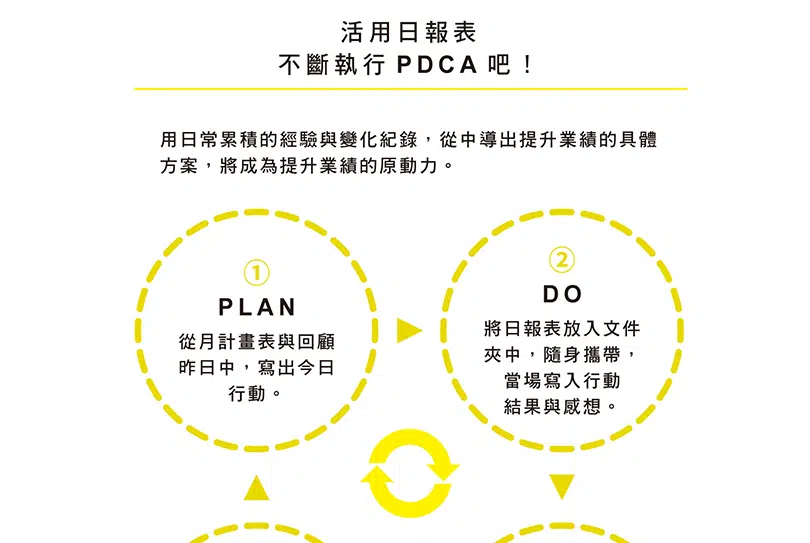 活用日報表
不斷執行 PDCA 吧！
用日常累積的經驗與變化紀錄，從中導出提升業績的具體
方案，將成為提升業績的原動力。
①
PLAN
從月計畫表與回顧
昨日中，寫出今日
行動。
②
DO
將日報表放入文件
夾中，隨身攜帶，
當場寫入行動
結果與感想。